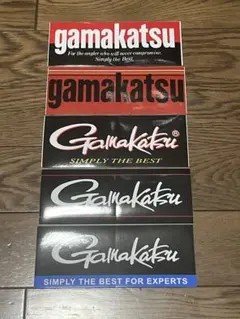 gamakatsu
For the angler who will never compromise.
Simply the Best.
gamakatsu
Gamakatsu®
SIMPLY THE BEST
Gamakatsu
Gamakatsu
SIMPLY THE BEST FOR EXPERTS